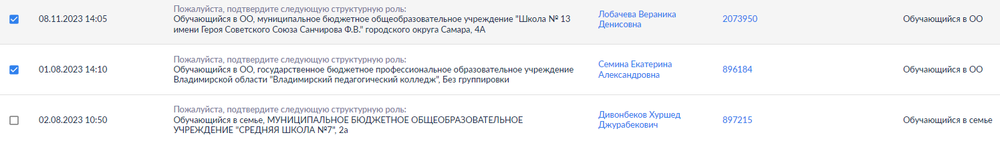 08.11.2023 14:05
Пожалуйста, подтвердите следующую структурную роль:
Обучающийся в ОО, муниципальное бюджетное общеобразовательное учреждение "Школа № 13
имени Героя Советского Союза Санчирова Ф.В." городского округа Самара, 4А
Лобачева Вераника
Денисовна
2073950
Обучающийся в ОО
01.08.2023 14:10
Пожалуйста, подтвердите следующую структурную роль:
Обучающийся в ОО, государственное бюджетное профессиональное образовательное учреждение
Владимирской области "Владимирский педагогический колледж", Без группировки
Семина Екатерина
Александровна
896184
Обучающийся в ОО
02.08.2023 10:50
Пожалуйста, подтвердите следующую структурную роль:
Обучающийся в семье, МУНИЦИПАЛЬНОЕ БЮДЖЕТНОЕ ОБЩЕОБРАЗОВАТЕЛЬНОЕ
УЧРЕЖДЕНИЕ "СРЕДНЯЯ ШКОЛА №7", 2а
Дивонбеков Хуршед
Джурабекович
897215
Обучающийся в семье